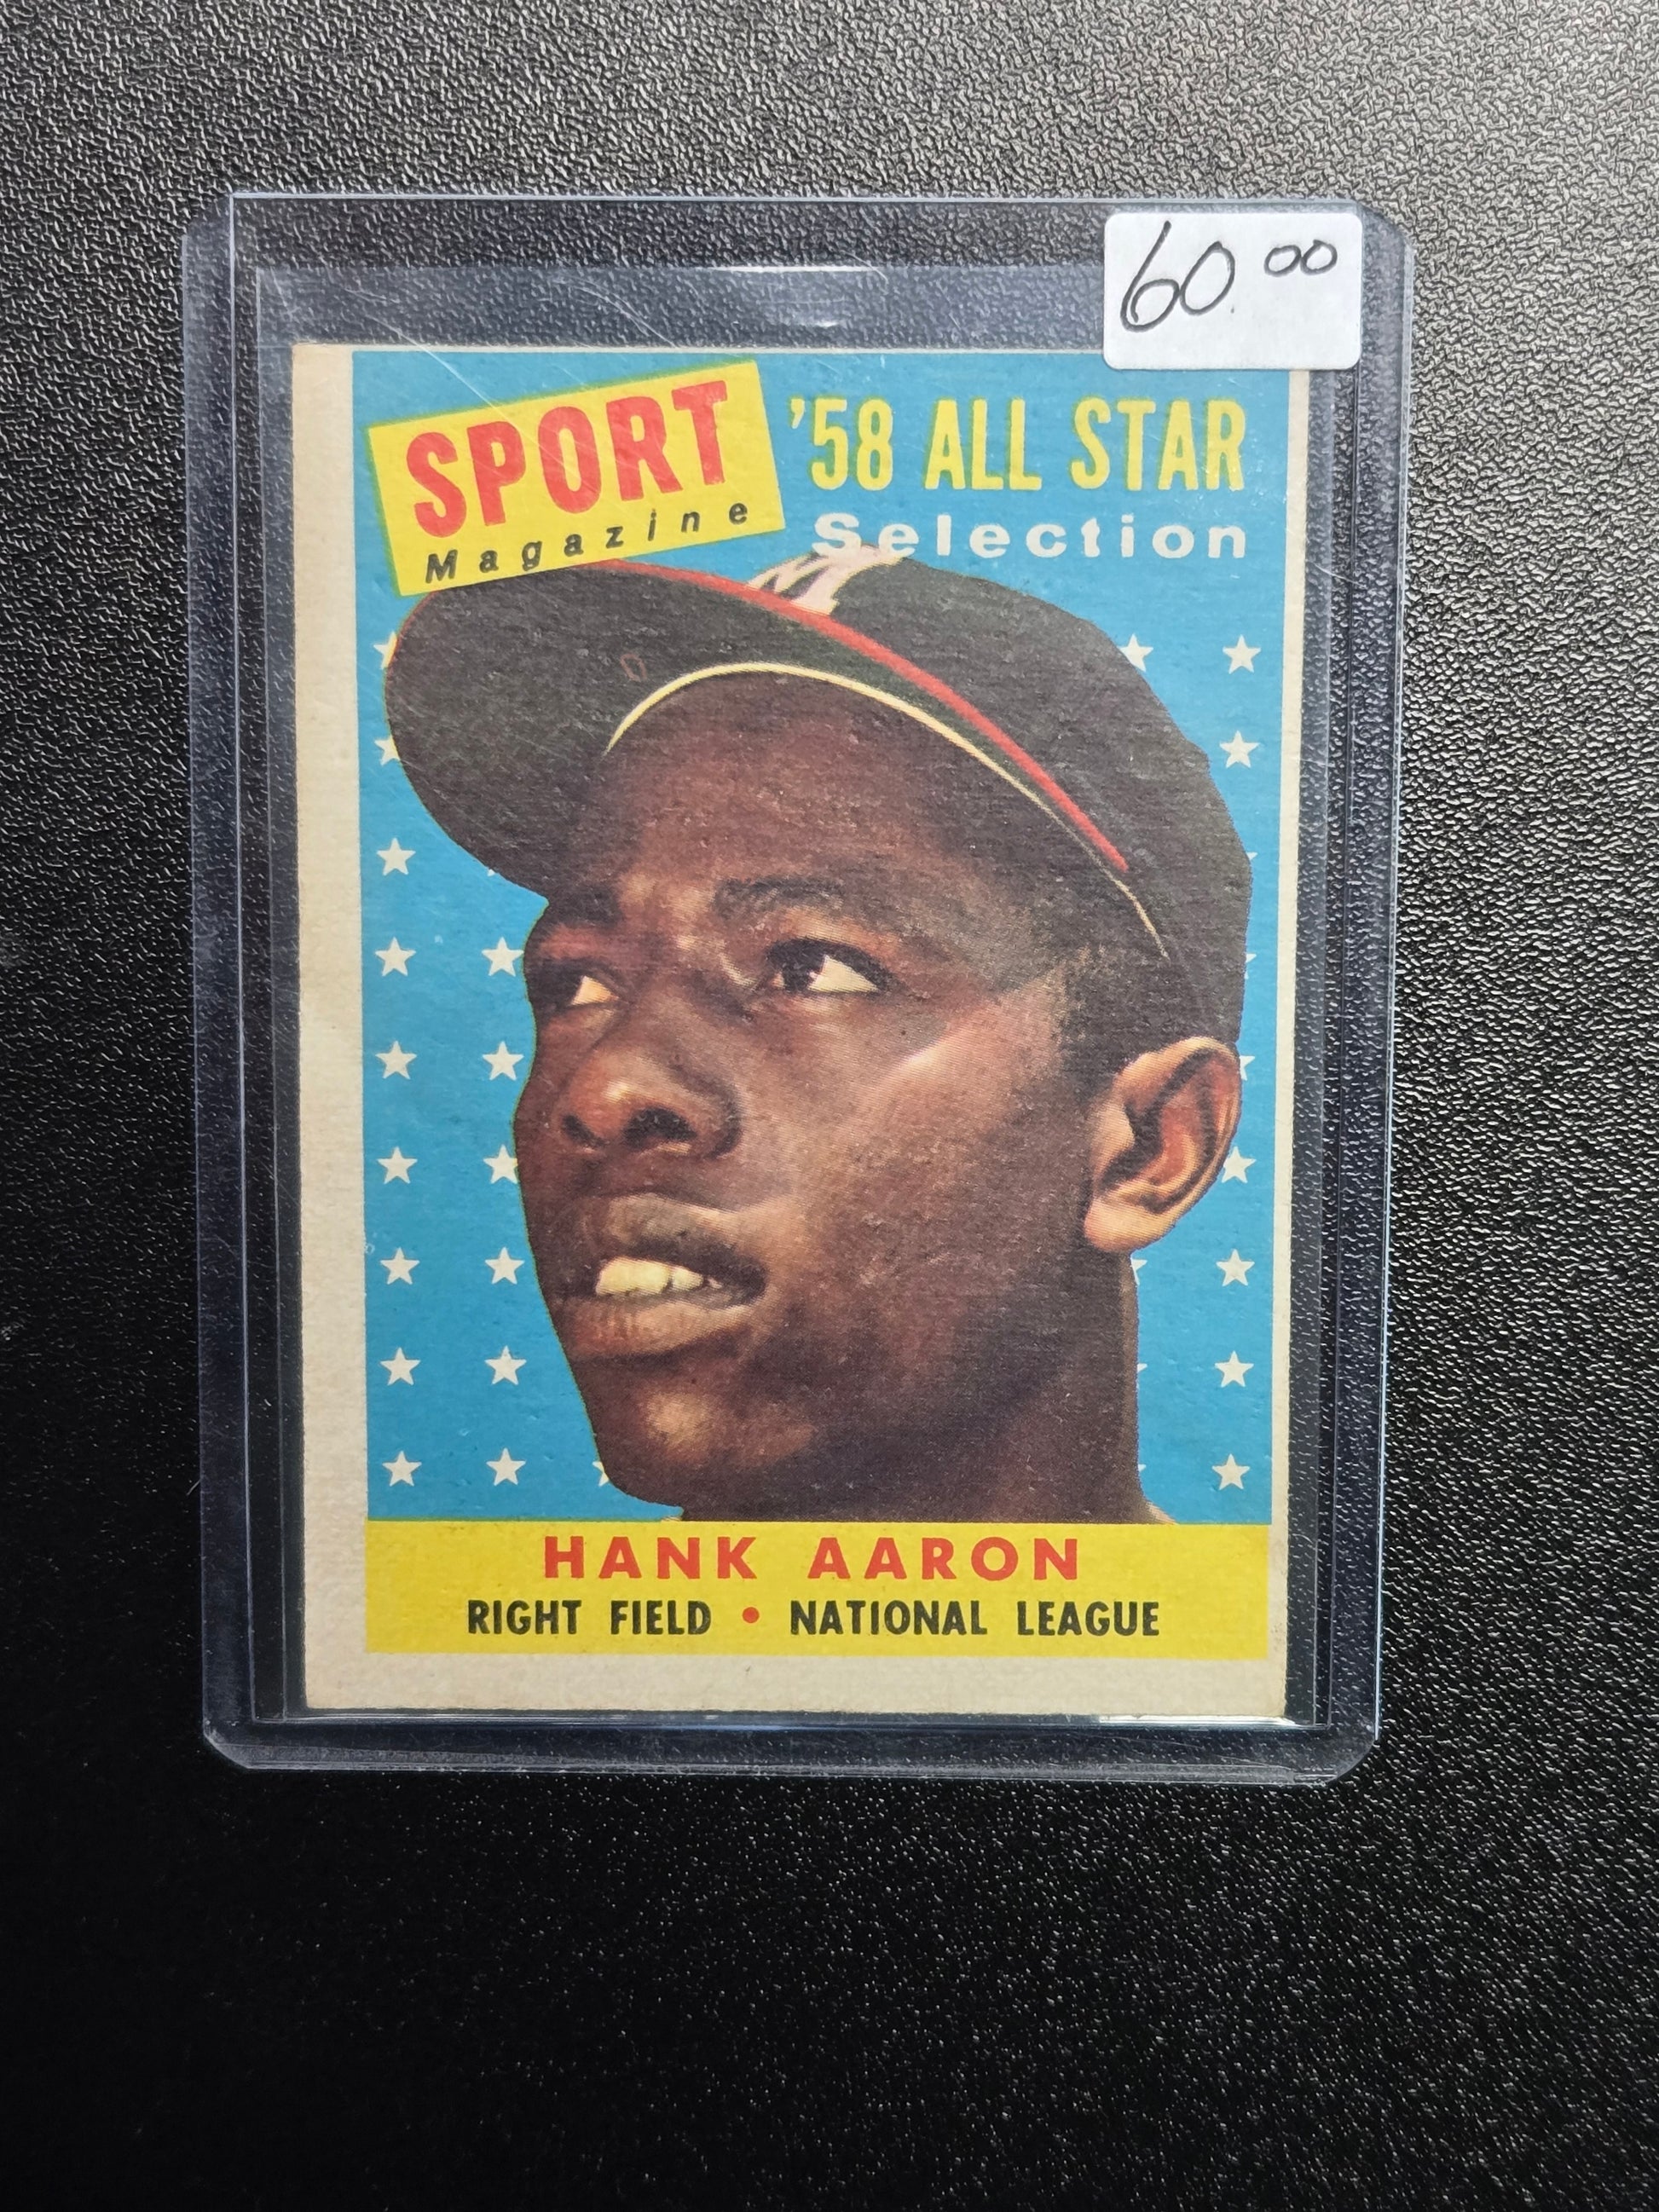 60.00
SPORT
Magazine
'58 ALL STAR
Selection
HANK AARON
RIGHT FIELD • NATIONAL LEAGUE